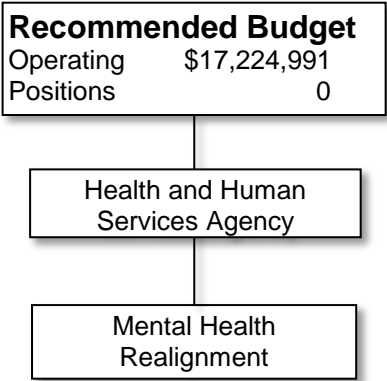 Recommended Budget
Operating $17,224,991
Positions 0
Health and Human
Services Agency
Mental Health
Realignment